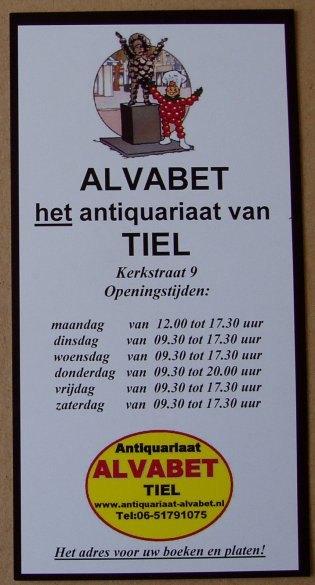 ALVABET
het antiquariaat van
TIEL
Kerkstraat 9
Openingstijden:
maandag van 12.00 tot 17.30 uur
dinsdag van 09.30 tot 17.30 uur
woensdag van 09.30 tot 17.30 uur
donderdag van 09.30 tot 20.00 uur
vrijdag van 09.30 tot 17.30 uur
zaterdag van 09.30 tot 17.30 uur
Antiquariaat
ALVABET
TIEL
www.antiquariaat-alvabet.nl
Tel:06-51791075
Het adres voor uw boeken en platen!